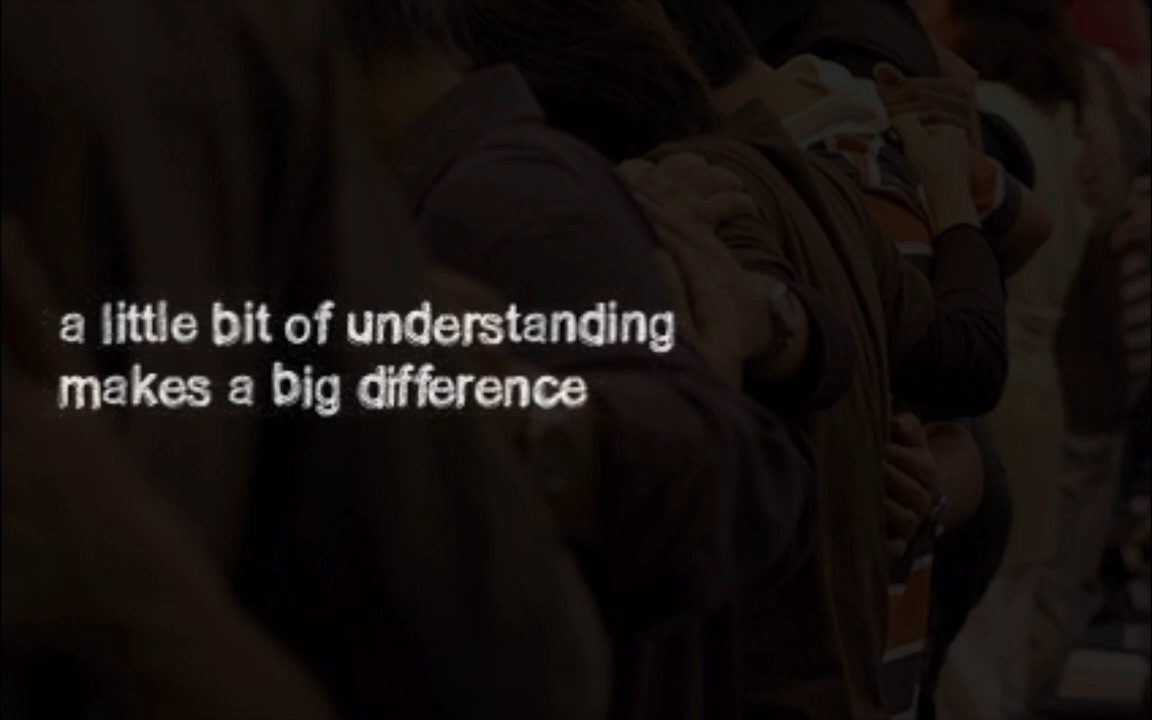 a little bit of understanding
makes a big difference